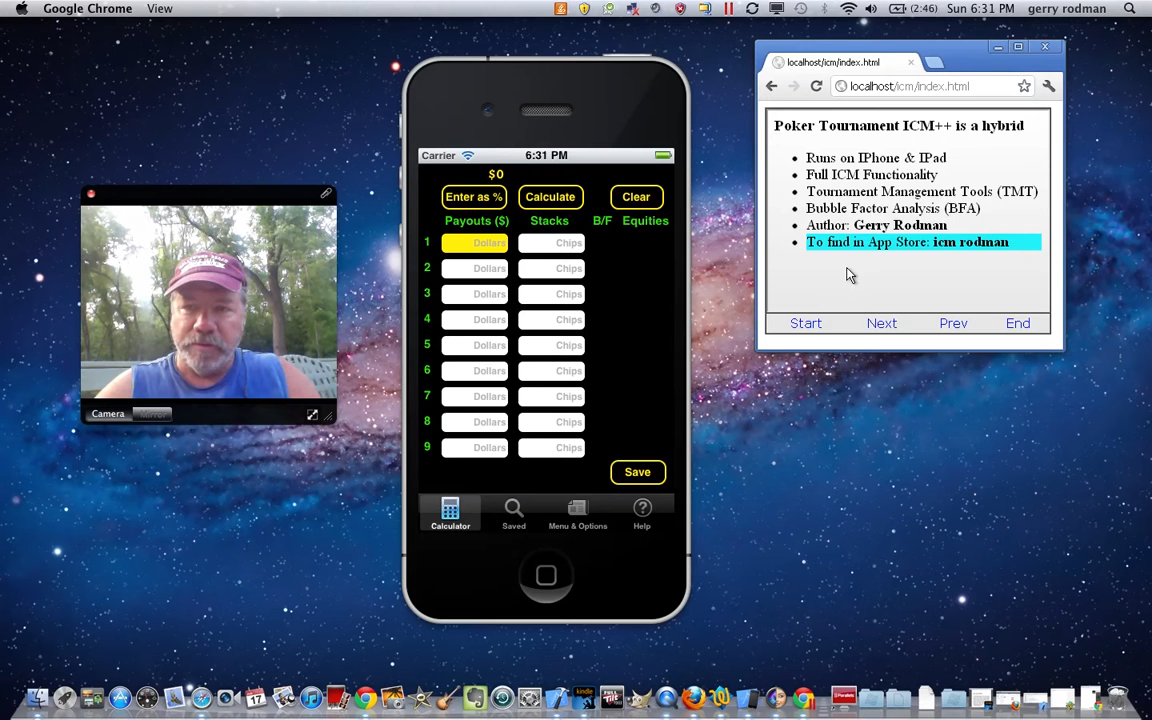 Google Chrome View
(2:46) Sun 6:31 PM gerry rodman
localhost/icm/index.html
localhost/icm/index.html
Poker Tournament ICM++ is a hybrid
Runs on IPhone & IPad
Full ICM Functionality
Tournament Management Tools (TMT)
Bubble Factor Analysis (BFA)
Author: Gerry Rodman
To find in App Store: icm rodman
Start Next Prev End
Carrier 6:31 PM
$0
Enter as % Calculate Clear
Payouts ($) Stacks B/F Equities
1 Dollars Chips
2 Dollars Chips
3 Dollars Chips
4 Dollars Chips
5 Dollars Chips
6 Dollars Chips
7 Dollars Chips
8 Dollars Chips
9 Dollars Chips
Save
Calculator Saved Menu & Options Help
Camera Mirror
17
kindle
FULL